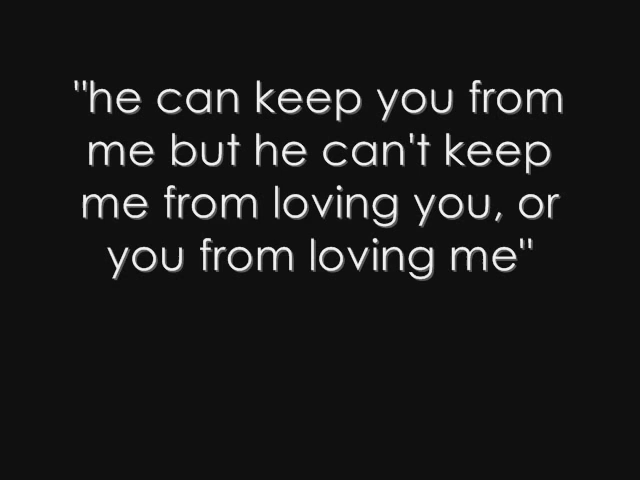 "he can keep you from
me but he can't keep
me from loving you, or
you from loving me"